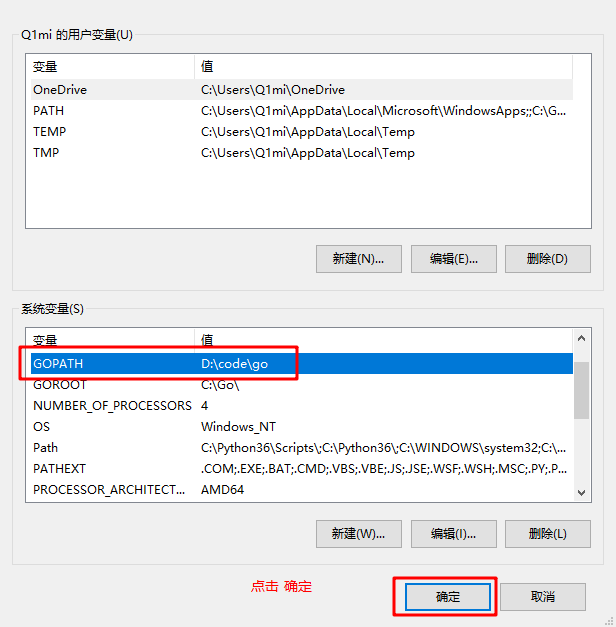 Q1mi 的用户变量(U)
变量 值
OneDrive C:\Users\Q1mi\OneDrive
PATH C:\Users\Q1mi\AppData\Local\Microsoft\WindowsApps;;C:\G...
TEMP C:\Users\Q1mi\AppData\Local\Temp
TMP C:\Users\Q1mi\AppData\Local\Temp
新建(N)... 编辑(E)... 删除(D)
系统变量(S)
变量 值
GOPATH D:\code\go
GOROOT C:\Go\
NUMBER_OF_PROCESSORS 4
OS Windows_NT
Path C:\Python36\Scripts\;C:\Python36\;C:\WINDOWS\system32;C:\...
PATHEXT .COM;.EXE;.BAT;.CMD;.VBS;.VBE;.JS;.JSE;.WSF;.WSH;.MSC;.PY;.P...
PROCESSOR_ARCHITECT... AMD64
新建(W)... 编辑(I)... 删除(L)
点击 确定
确定 取消